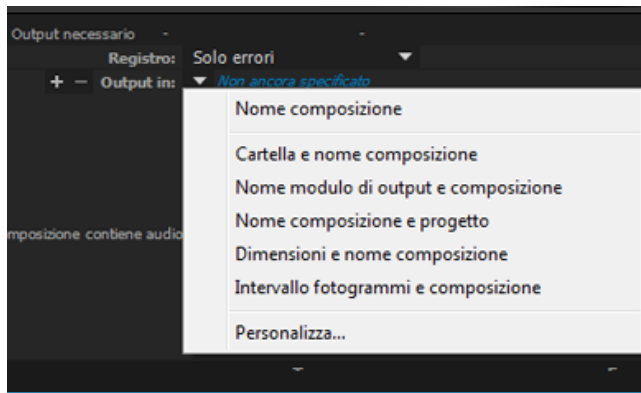 Output necessario - -
Registro: Solo errori
+ − Output in: Non ancora specificato
Nome composizione
Cartella e nome composizione
Nome modulo di output e composizione
Nome composizione e progetto
mposizione contiene audio
Dimensioni e nome composizione
Intervallo fotogrammi e composizione
Personalizza...